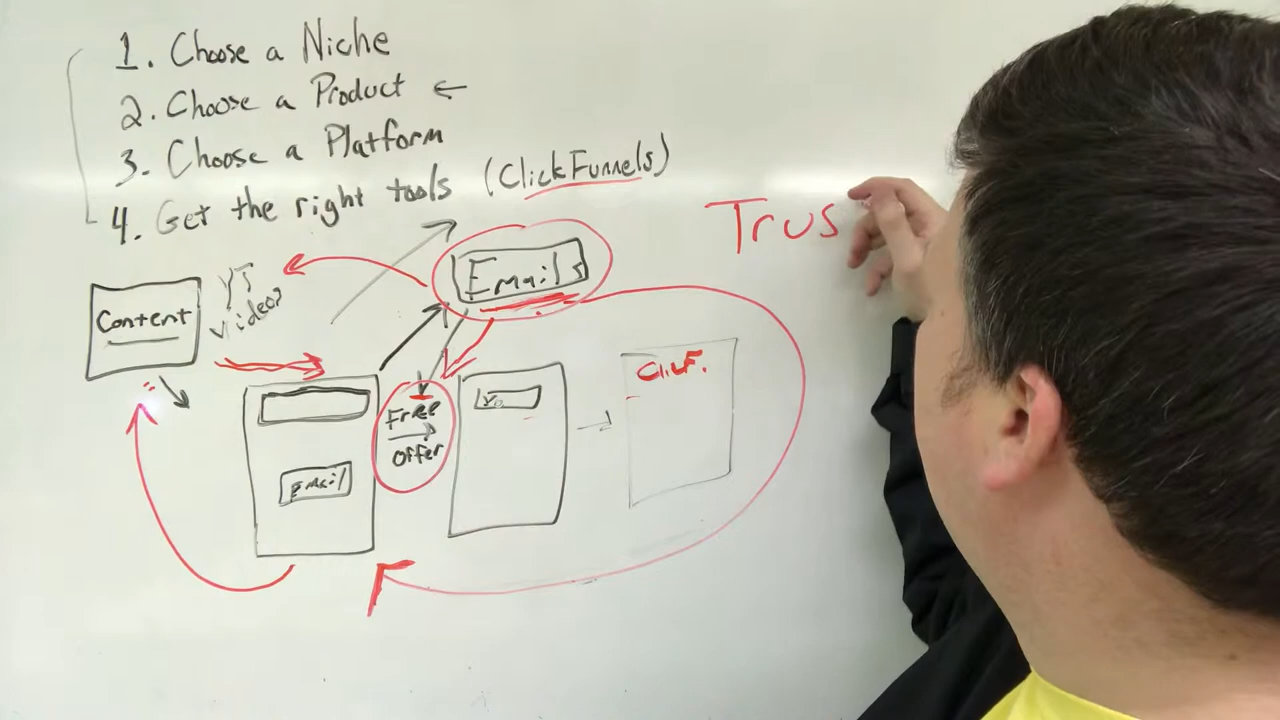 1. Choose a Niche
2. Choose a Product ←
3. Choose a Platform
4. Get the right tools (ClickFunnels)
Trus
Emails
YT
Videos
Content
Free
Offer
Email